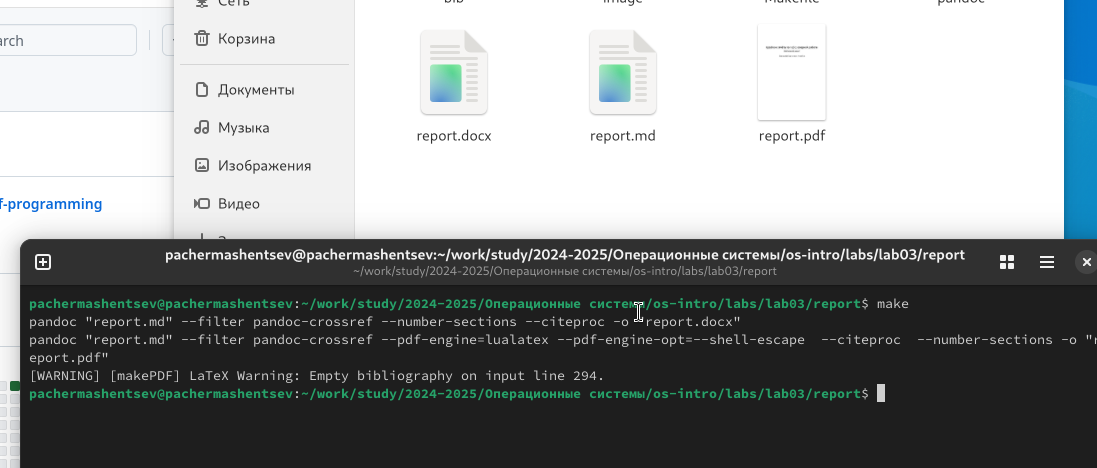 Сеть
bib
image
Makefile
pandoc
arch
Корзина
Документы
Музыка
Изображения
Видео
report.docx
report.md
report.pdf
f-programming
pachermashentsev@pachermashentsev:~/work/study/2024-2025/Операционные системы/os-intro/labs/lab03/report
~/work/study/2024-2025/Операционные системы/os-intro/labs/lab03/report
pachermashentsev@pachermashentsev:~/work/study/2024-2025/Операционные системы/os-intro/labs/lab03/report$ make
pandoc "report.md" --filter pandoc-crossref --number-sections --citeproc -o "report.docx"
pandoc "report.md" --filter pandoc-crossref --pdf-engine=lualatex --pdf-engine-opt=--shell-escape  --citeproc  --number-sections -o "r
eport.pdf"
[WARNING] [makePDF] LaTeX Warning: Empty bibliography on input line 294.
pachermashentsev@pachermashentsev:~/work/study/2024-2025/Операционные системы/os-intro/labs/lab03/report$